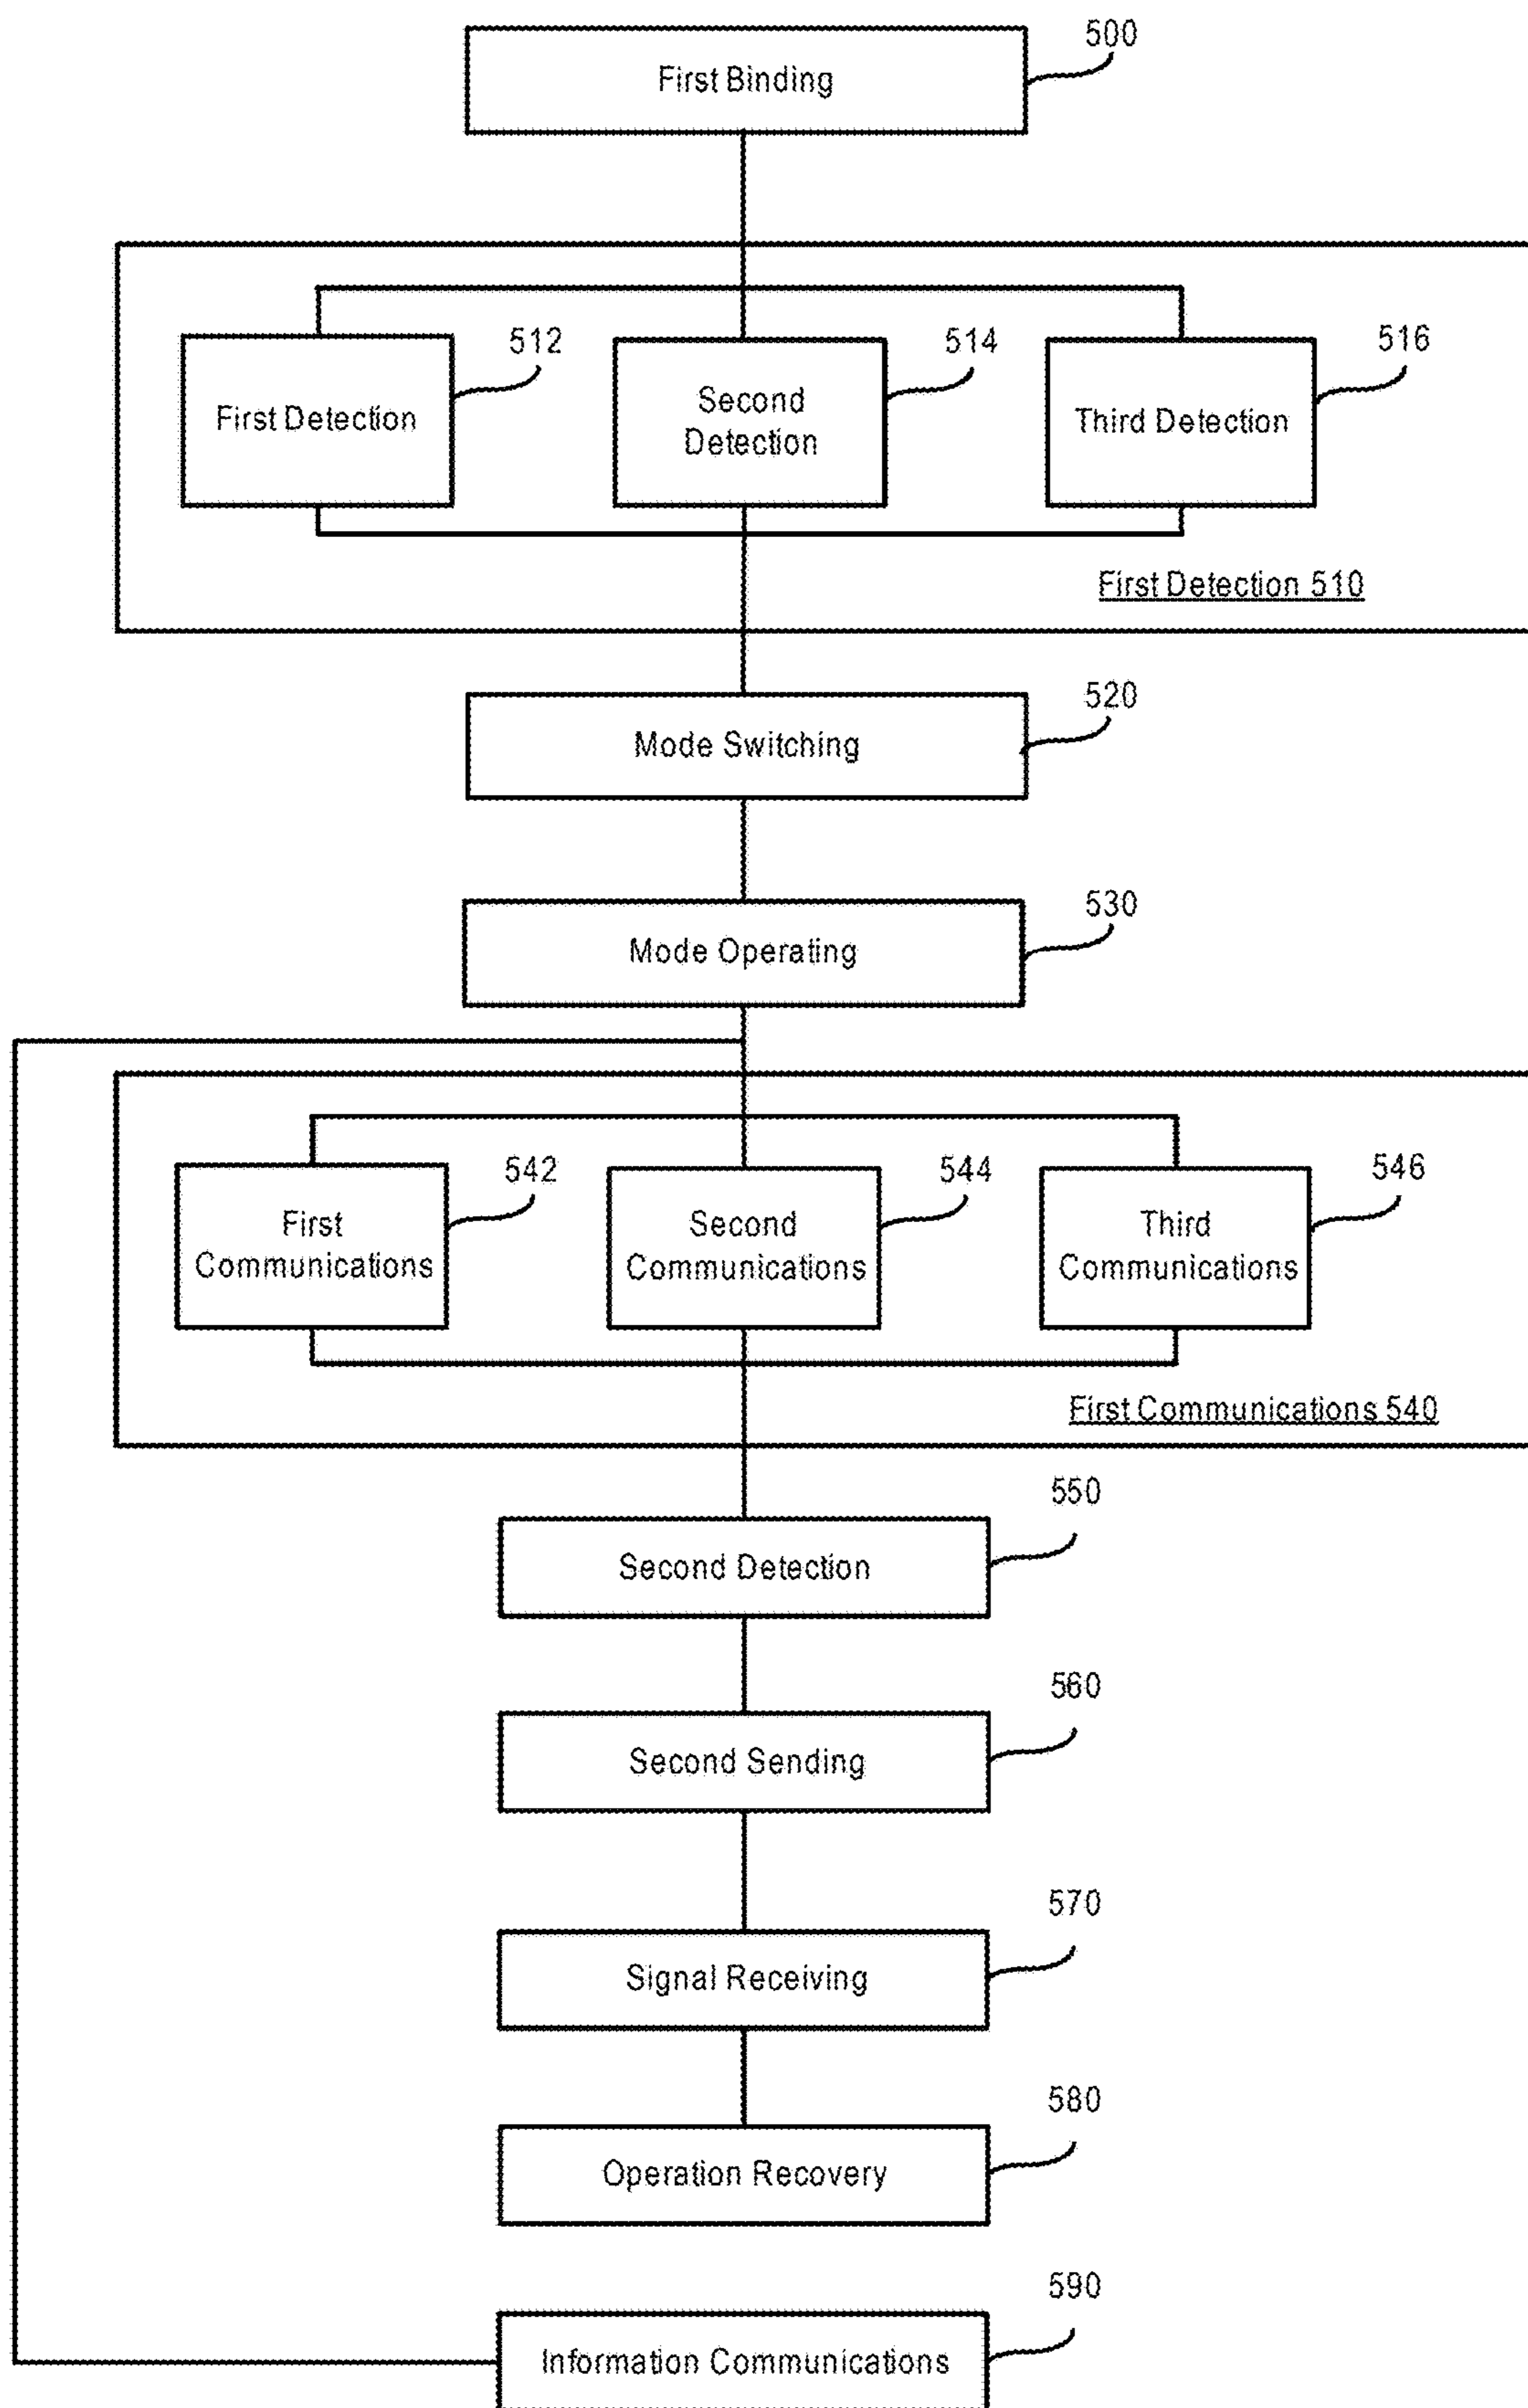 500
First Binding
512
514
516
First Detection
Second
Detection
Third Detection
First Detection 510
520
Mode Switching
530
Mode Operating
542
544
546
First
Communications
Second
Communications
Third
Communications
First Communications 540
550
Second Detection
560
Second Sending
570
Signal Receiving
580
Operation Recovery
590
Information Communications